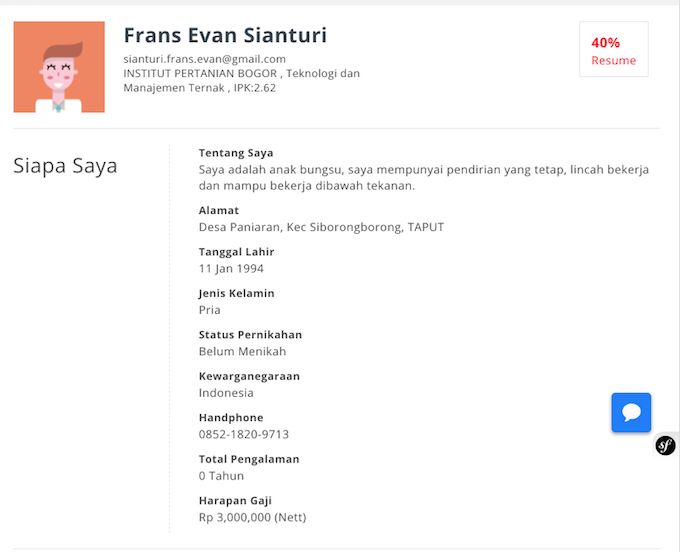 Frans Evan Sianturi
sianturi.frans.evan@gmail.com
INSTITUT PERTANIAN BOGOR , Teknologi dan
Manajemen Ternak , IPK:2.62
40%
Resume
Siapa Saya
Tentang Saya
Saya adalah anak bungsu, saya mempunyai pendirian yang tetap, lincah bekerja
dan mampu bekerja dibawah tekanan.
Alamat
Desa Paniaran, Kec Siborongborong, TAPUT
Tanggal Lahir
11 Jan 1994
Jenis Kelamin
Pria
Status Pernikahan
Belum Menikah
Kewarganegaraan
Indonesia
Handphone
0852-1820-9713
Total Pengalaman
0 Tahun
Harapan Gaji
Rp 3,000,000 (Nett)
sf